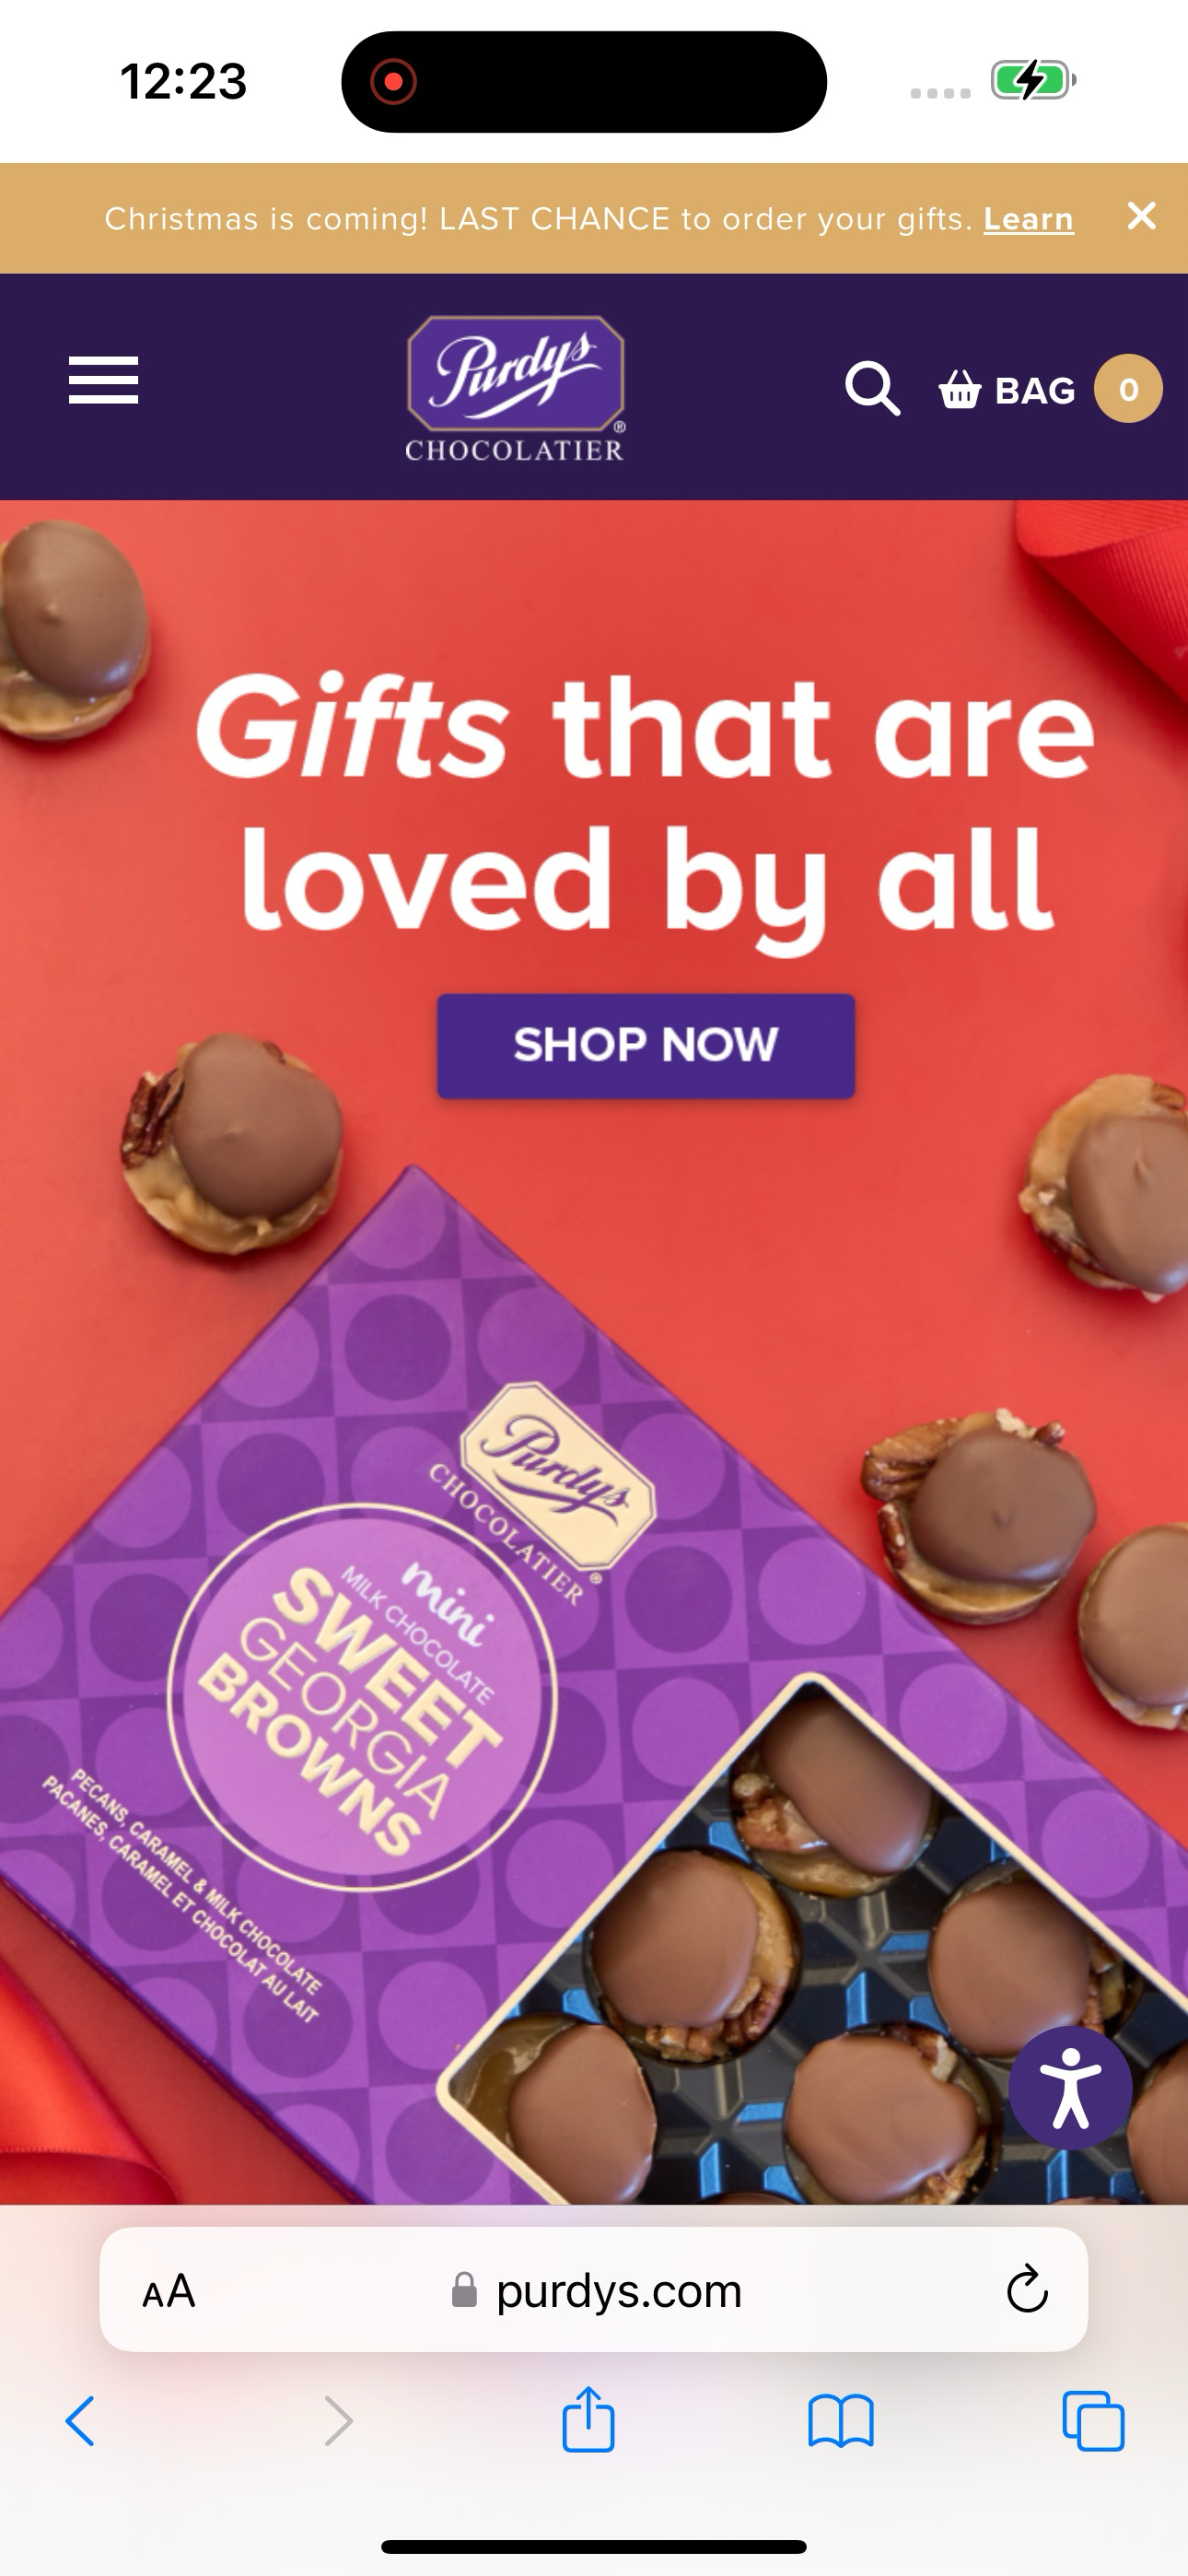 12:23
Christmas is coming! LAST CHANCE to order your gifts. Learn
Purdys
CHOCOLATIER
®
BAG 0
Gifts that are
loved by all
SHOP NOW
Purdys
CHOCOLATIER
®
mini
MILK CHOCOLATE
SWEET
GEORGIA
BROWNS
PECANS, CARAMEL & MILK CHOCOLATE
PACANES, CARAMEL ET CHOCOLAT AU LAIT
AA purdys.com